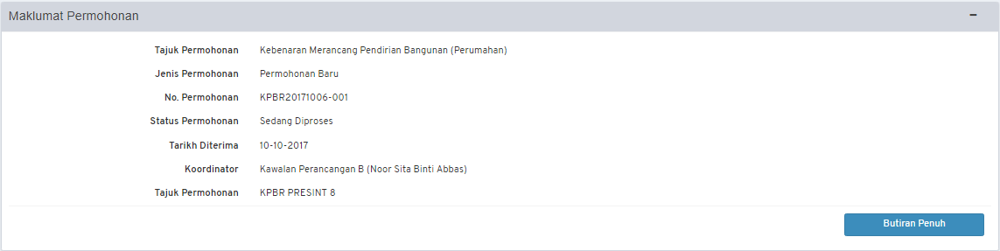 Maklumat Permohonan
Tajuk Permohonan Kebenaran Merancang Pendirian Bangunan (Perumahan)
Jenis Permohonan Permohonan Baru
No. Permohonan KPBR20171006-001
Status Permohonan Sedang Diproses
Tarikh Diterima 10-10-2017
Koordinator Kawalan Perancangan B (Noor Sita Binti Abbas)
Tajuk Permohonan KPBR PRESINT 8
Butiran Penuh